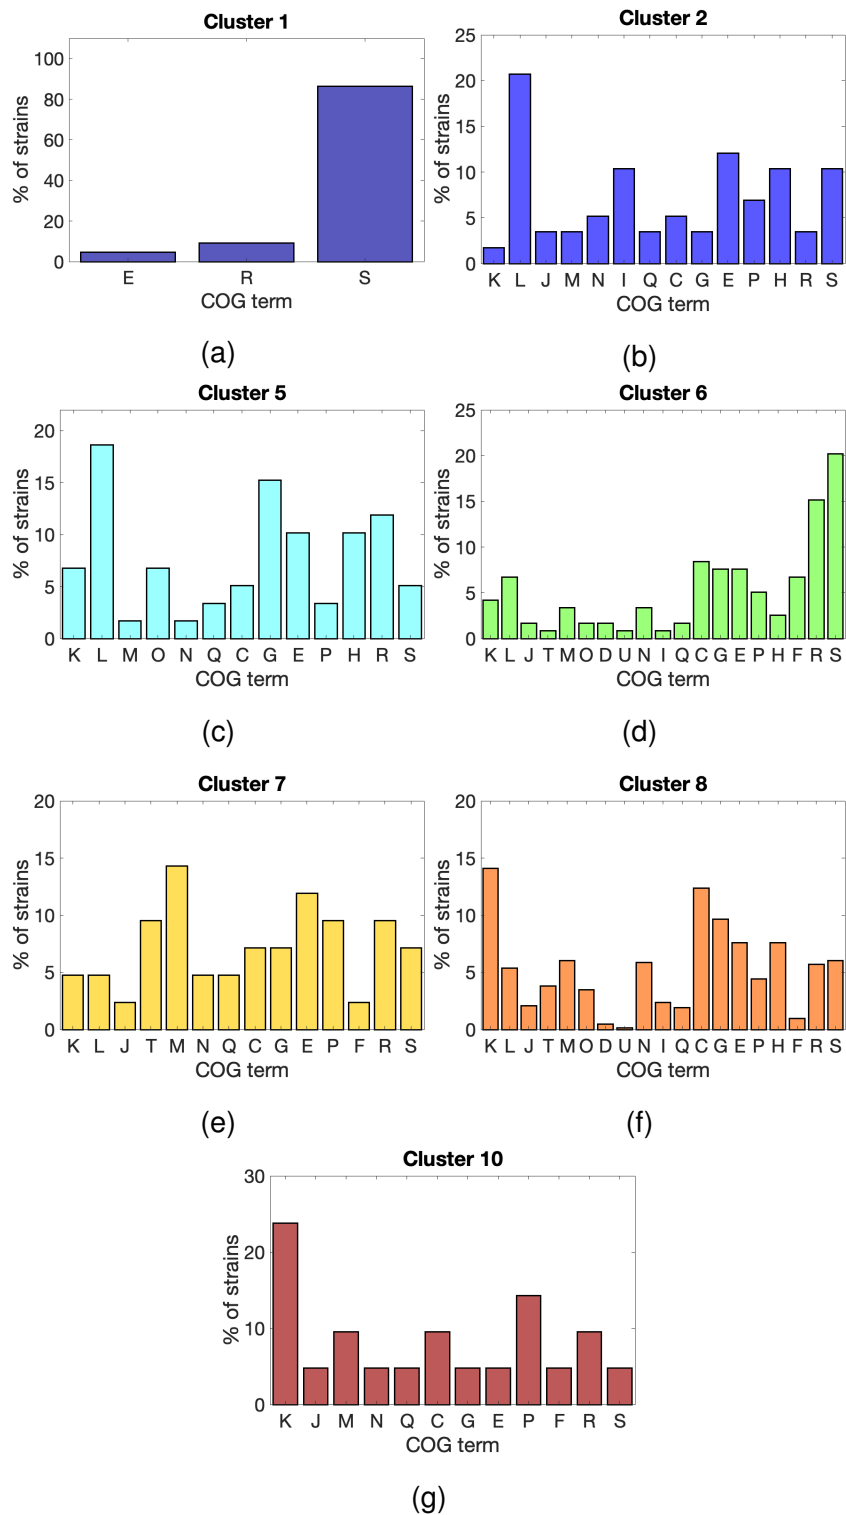 Cluster 1
100
80
60
40
20
0
% of strains
E R S
COG term
(a)
Cluster 2
25
20
15
10
5
0
% of strains
K L J M N I Q C G E P H R S
COG term
(b)
Cluster 5
20
15
10
5
0
% of strains
K L M O N Q C G E P H R S
COG term
(c)
Cluster 6
25
20
15
10
5
0
% of strains
K L J T M O D U N I Q C G E P H F R S
COG term
(d)
Cluster 7
20
15
10
5
0
% of strains
K L J T M N Q C G E P F R S
COG term
(e)
Cluster 8
20
15
10
5
0
% of strains
K L J T M O D U N I Q C G E P H F R S
COG term
(f)
Cluster 10
30
20
10
0
% of strains
K J M N Q C G E P F R S
COG term
(g)